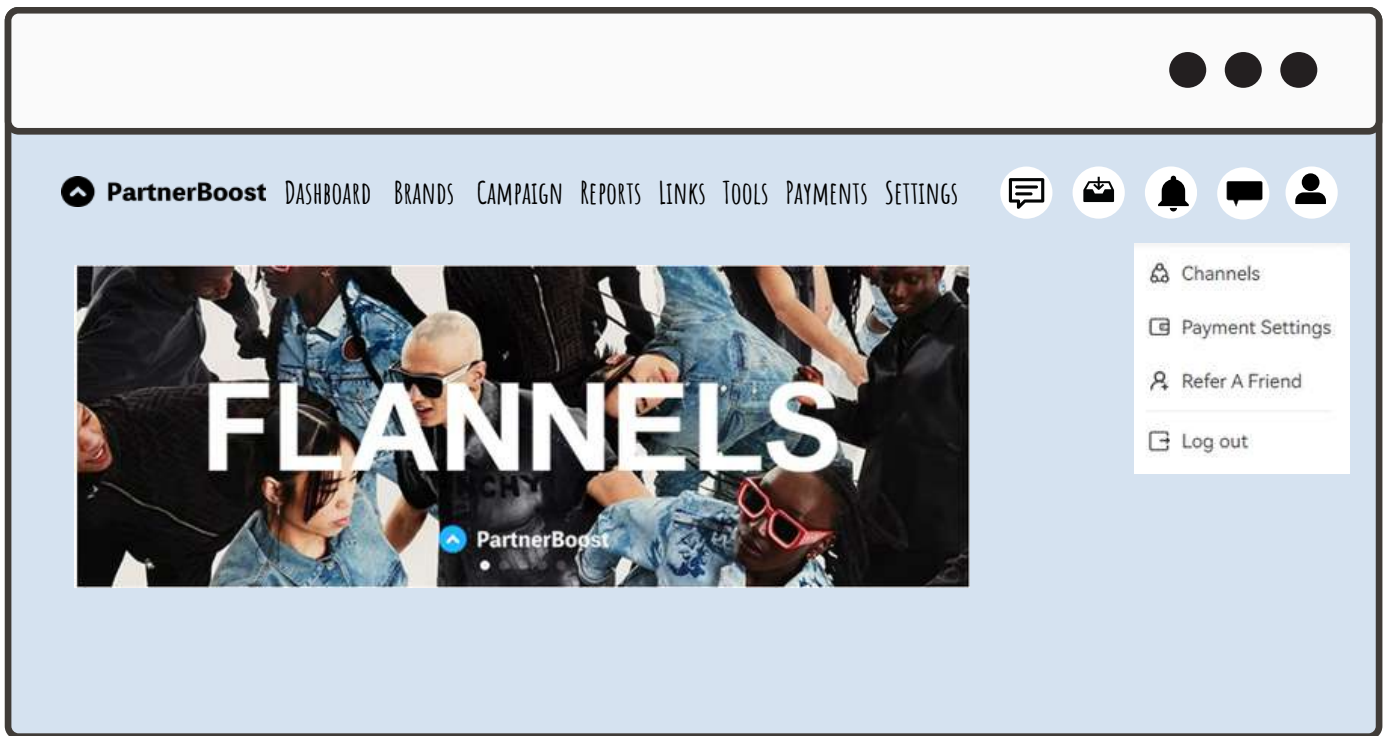 PartnerBoost DASHBOARD BRANDS CAMPAIGN REPORTS LINKS TOOLS PAYMENTS SETTINGS
Channels
Payment Settings
Refer A Friend
Log out
FLANNELS
PartnerBoost